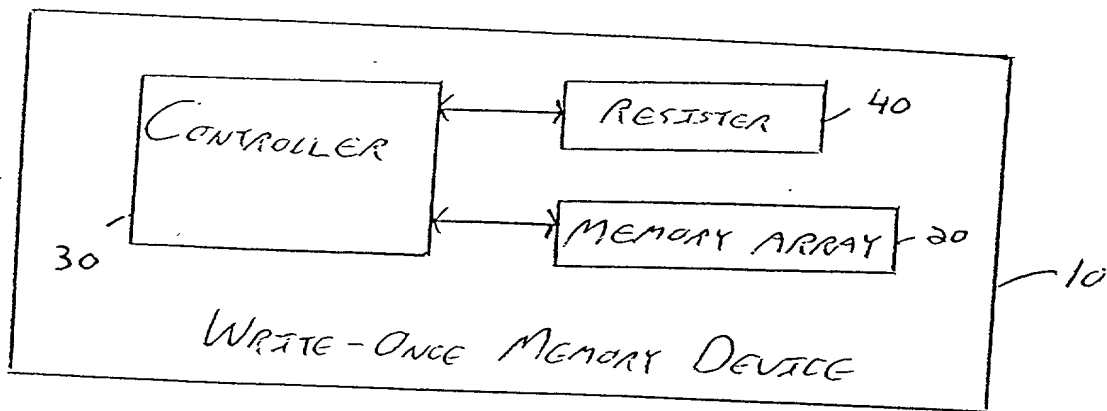 CONTROLLER
REGISTER
40
MEMORY ARRAY
20
30
10
WRITE-ONCE MEMORY DEVICE